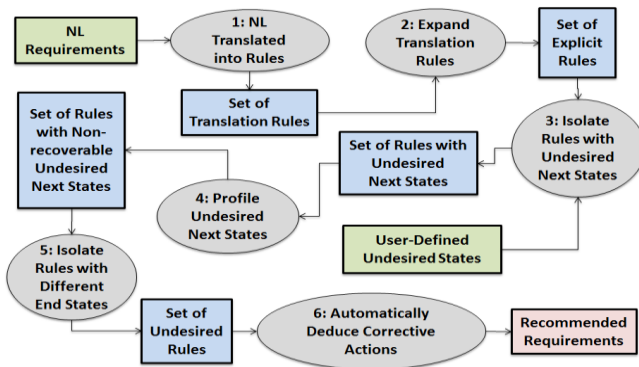 NL
Requirements
1: NL
Translated
into Rules
2: Expand
Translation
Rules
Set of
Explicit
Rules
Set of Rules
with Non-
recoverable
Undesired
Next States
Set of
Translation Rules
Set of Rules with
Undesired
Next States
3: Isolate
Rules with
Undesired
Next States
4: Profile
Undesired
Next States
User-Defined
Undesired States
5: Isolate
Rules with
Different
End States
Set of
Undesired
Rules
6: Automatically
Deduce Corrective
Actions
Recommended
Requirements